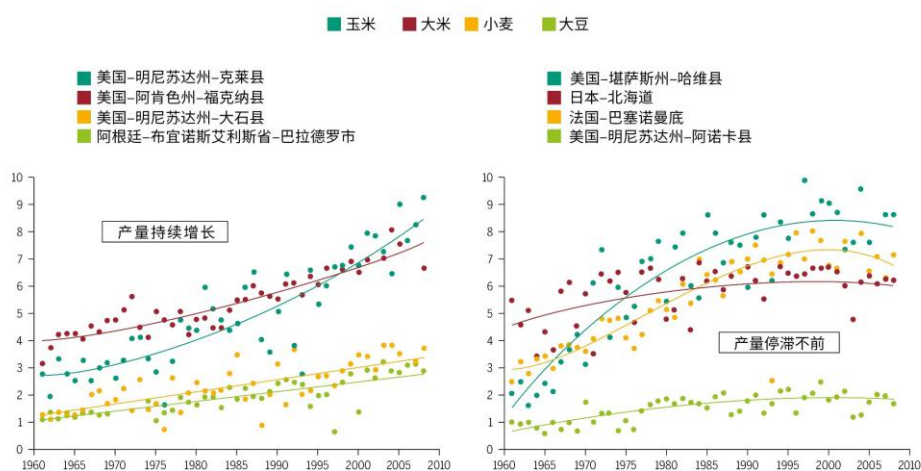 玉米 大米 小麦 大豆
美国–明尼苏达州–克莱县
美国–阿肯色州–福克纳县
美国–明尼苏达州–大石县
阿根廷–布宜诺斯艾利斯省–巴拉德罗市
美国–堪萨斯州–哈维县
日本–北海道
法国–巴塞诺曼底
美国–明尼苏达州–阿诺卡县
10
9
8
7
6
5
4
3
2
1
0
产量持续增长
1960 1965 1970 1975 1980 1985 1990 1995 2000 2005 2010
10
9
8
7
6
5
4
3
2
1
0
产量停滞不前
1960 1965 1970 1975 1980 1985 1990 1995 2000 2005 2010